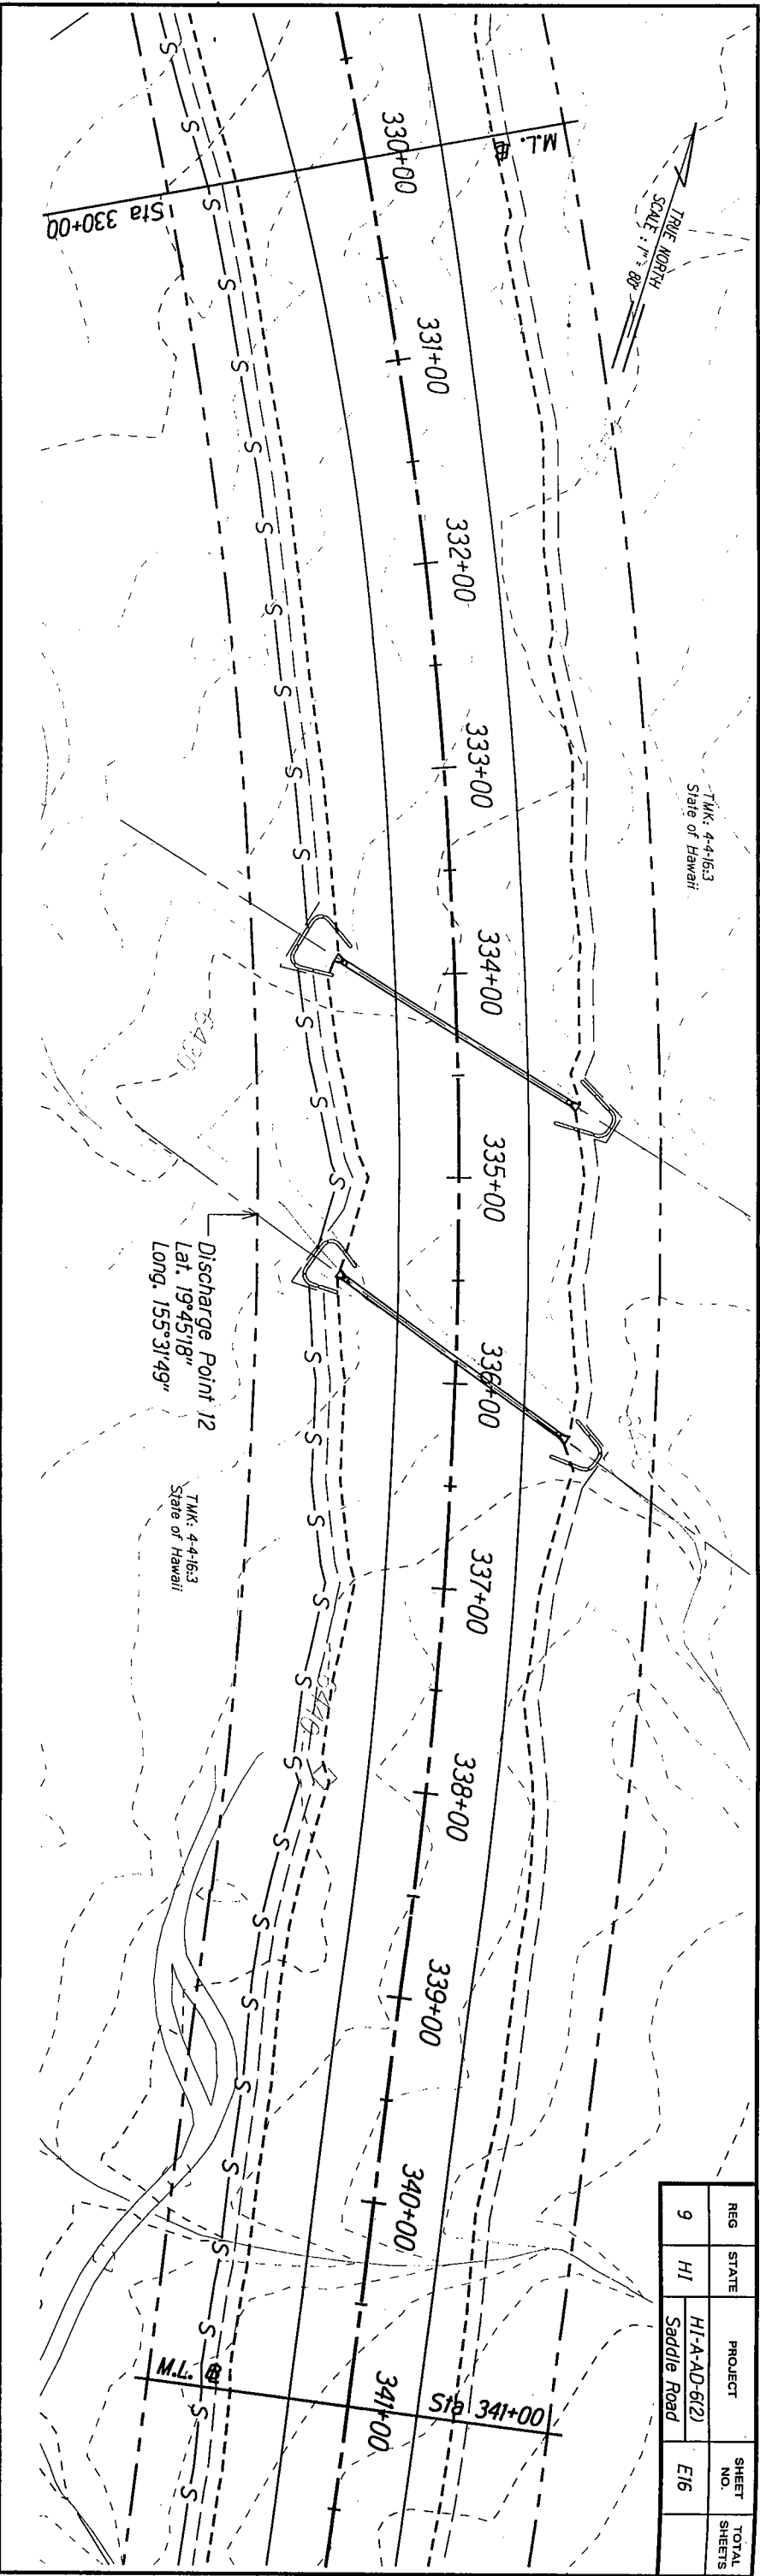 REG
STATE
PROJECT
SHEET NO.
TOTAL SHEETS
9
HI
HI-A-AD-6(2)
Saddle Road
E16
TRUE NORTH
SCALE : 1" = 80'
M.L.
330+00
Sta 330+00
331+00
332+00
333+00
334+00
335+00
336+00
337+00
338+00
339+00
340+00
341+00
Sta 341+00
M.L.
TMK: 4-4-16:3
State of Hawaii
Discharge Point 12
Lat. 19°45'18"
Long. 155°31'49"
TMK: 4-4-16:3
State of Hawaii
S S S S S S S S S S S S S S S S S S S S S S S S S S S S S S